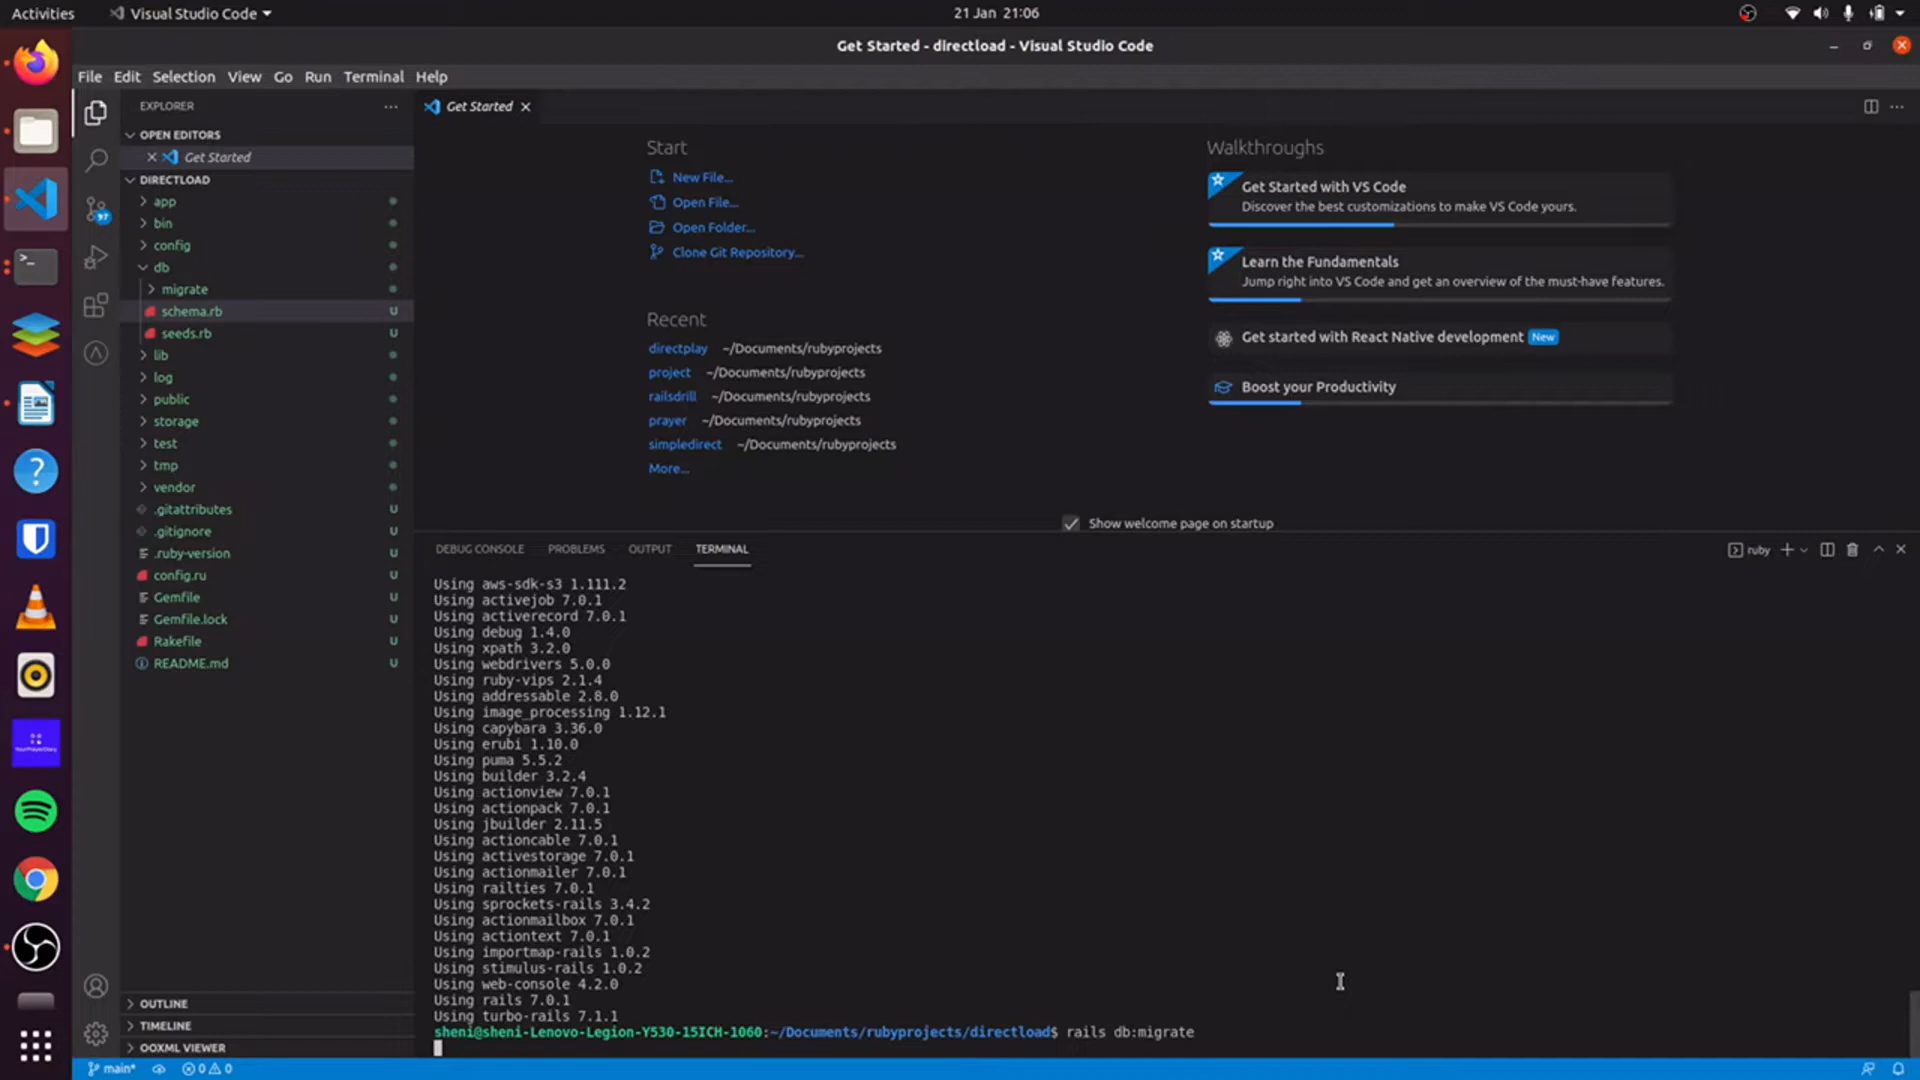 Activities
Visual Studio Code
21 Jan 21:06
Get Started - directload - Visual Studio Code
File Edit Selection View Go Run Terminal Help
EXPLORER
OPEN EDITORS
Get Started
DIRECTLOAD
app
bin
config
db
migrate
schema.rb U
seeds.rb U
lib
log
public
storage
test
tmp
vendor
.gitattributes U
.gitignore U
.ruby-version U
config.ru U
Gemfile U
Gemfile.lock U
Rakefile U
README.md U
OUTLINE
TIMELINE
OOXML VIEWER
97
Get Started
Start
New File...
Open File...
Open Folder...
Clone Git Repository...
Recent
directplay ~/Documents/rubyprojects
project ~/Documents/rubyprojects
railsdrill ~/Documents/rubyprojects
prayer ~/Documents/rubyprojects
simpledirect ~/Documents/rubyprojects
More...
Walkthroughs
Get Started with VS Code
Discover the best customizations to make VS Code yours.
Learn the Fundamentals
Jump right into VS Code and get an overview of the must-have features.
Get started with React Native development New
Boost your Productivity
Show welcome page on startup
DEBUG CONSOLE PROBLEMS OUTPUT TERMINAL
ruby
Using aws-sdk-s3 1.111.2
Using activejob 7.0.1
Using activerecord 7.0.1
Using debug 1.4.0
Using xpath 3.2.0
Using webdrivers 5.0.0
Using ruby-vips 2.1.4
Using addressable 2.8.0
Using image_processing 1.12.1
Using capybara 3.36.0
Using erubi 1.10.0
Using puma 5.5.2
Using builder 3.2.4
Using actionview 7.0.1
Using actionpack 7.0.1
Using jbuilder 2.11.5
Using actioncable 7.0.1
Using activestorage 7.0.1
Using actionmailer 7.0.1
Using railties 7.0.1
Using sprockets-rails 3.4.2
Using actionmailbox 7.0.1
Using actiontext 7.0.1
Using importmap-rails 1.0.2
Using stimulus-rails 1.0.2
Using web-console 4.2.0
Using rails 7.0.1
Using turbo-rails 7.1.1
sheni@sheni-Lenovo-Legion-Y530-15ICH-1060:~/Documents/rubyprojects/directload$ rails db:migrate
main* 0 0